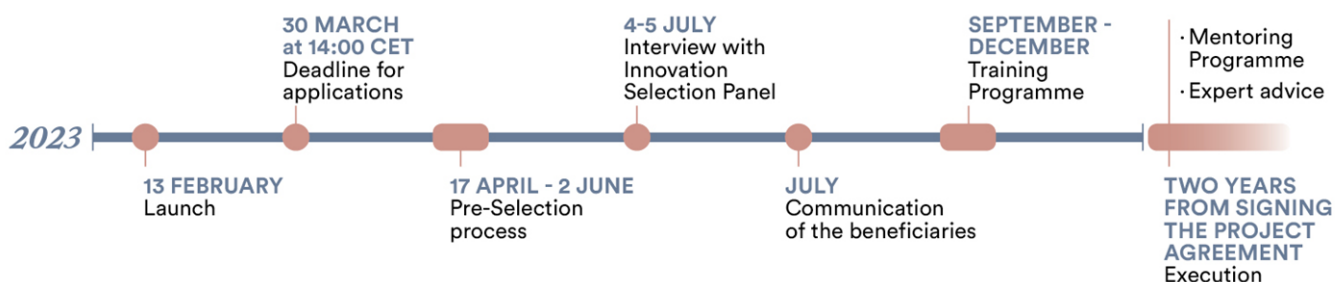 2023
13 FEBRUARY
Launch
30 MARCH
at 14:00 CET
Deadline for
applications
17 APRIL - 2 JUNE
Pre-Selection
process
4-5 JULY
Interview with
Innovation
Selection Panel
JULY
Communication
of the beneficiaries
SEPTEMBER -
DECEMBER
Training
Programme
· Mentoring
Programme
· Expert advice
TWO YEARS
FROM SIGNING
THE PROJECT
AGREEMENT
Execution